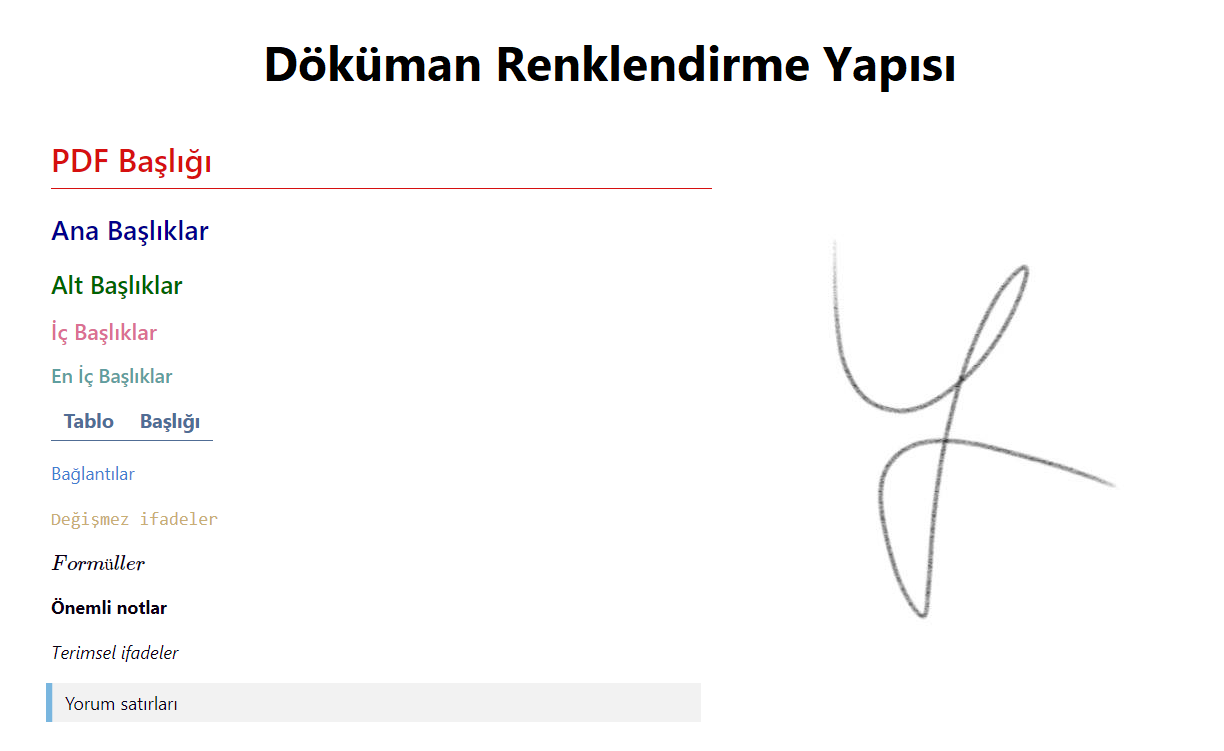 Döküman Renklendirme Yapısı
PDF Başlığı
Ana Başlıklar
Alt Başlıklar
İç Başlıklar
En İç Başlıklar
Tablo Başlığı
Bağlantılar
Değişmez ifadeler
Formüller
Önemli notlar
Terimsel ifadeler
Yorum satırları